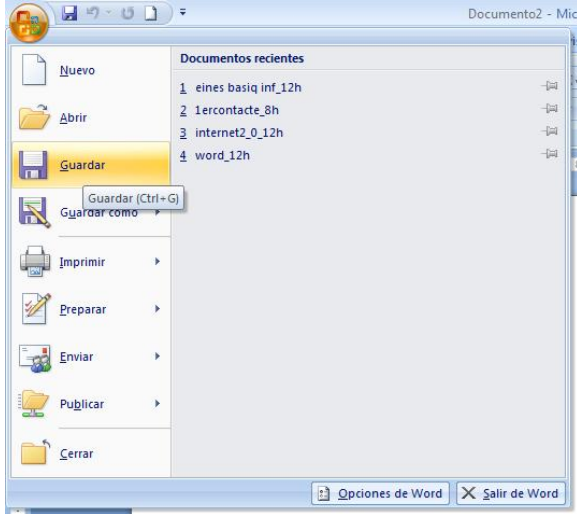 Documento2 - Mic
Nuevo
Abrir
Guardar
Guardar (Ctrl+G)
Guardar como
Imprimir
Preparar
Enviar
Publicar
Cerrar
Documentos recientes
1 eines basiq inf_12h
2 1ercontacte_8h
3 internet2_0_12h
4 word_12h
Opciones de Word
Salir de Word